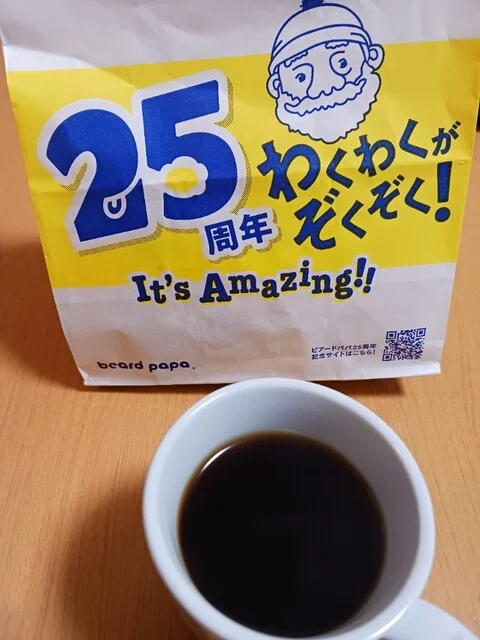 25
周年
わくわくが
ぞくぞく!
It's Amazing!!
beard papa®
ビアードパパ25周年
記念サイトはこちら!